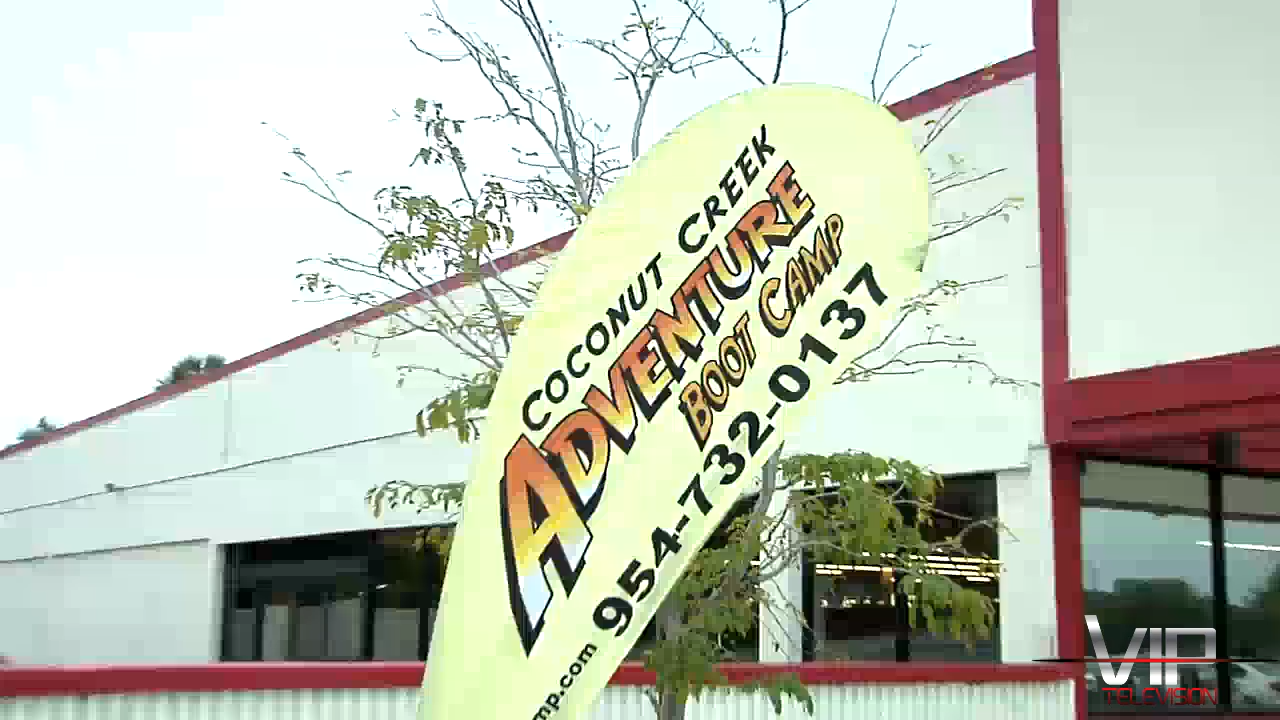 COCONUT CREEK
ADVENTURE
BOOT CAMP
954-732-0137
mp.com
VIP
TELEVISION